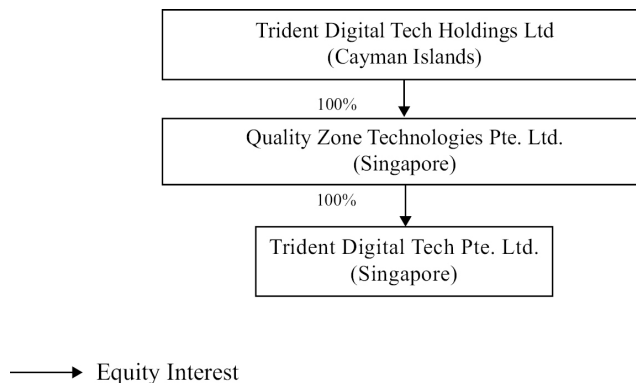 Trident Digital Tech Holdings Ltd
(Cayman Islands)
100%
Quality Zone Technologies Pte. Ltd.
(Singapore)
100%
Trident Digital Tech Pte. Ltd.
(Singapore)
Equity Interest